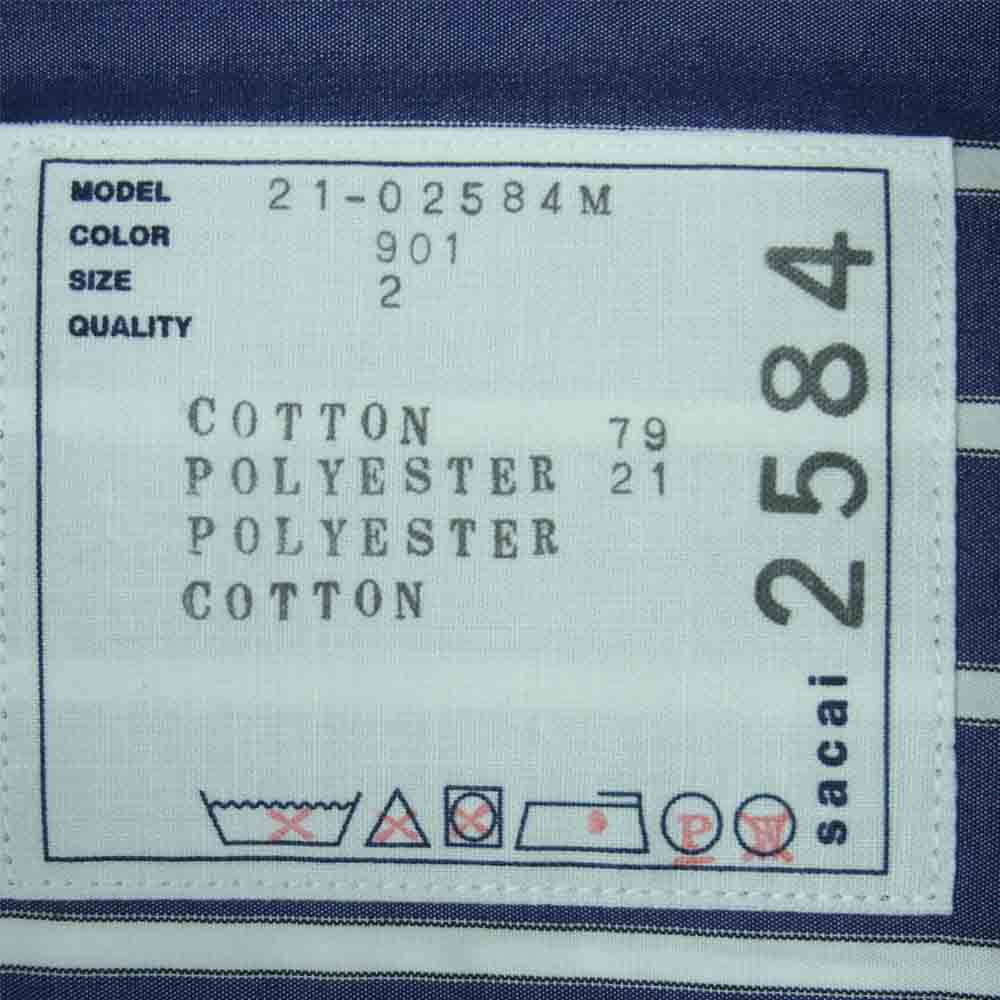 MODEL 21-02584M
COLOR 901
SIZE 2
QUALITY
COTTON 79
POLYESTER 21
POLYESTER
COTTON
2584
sacai
P
W